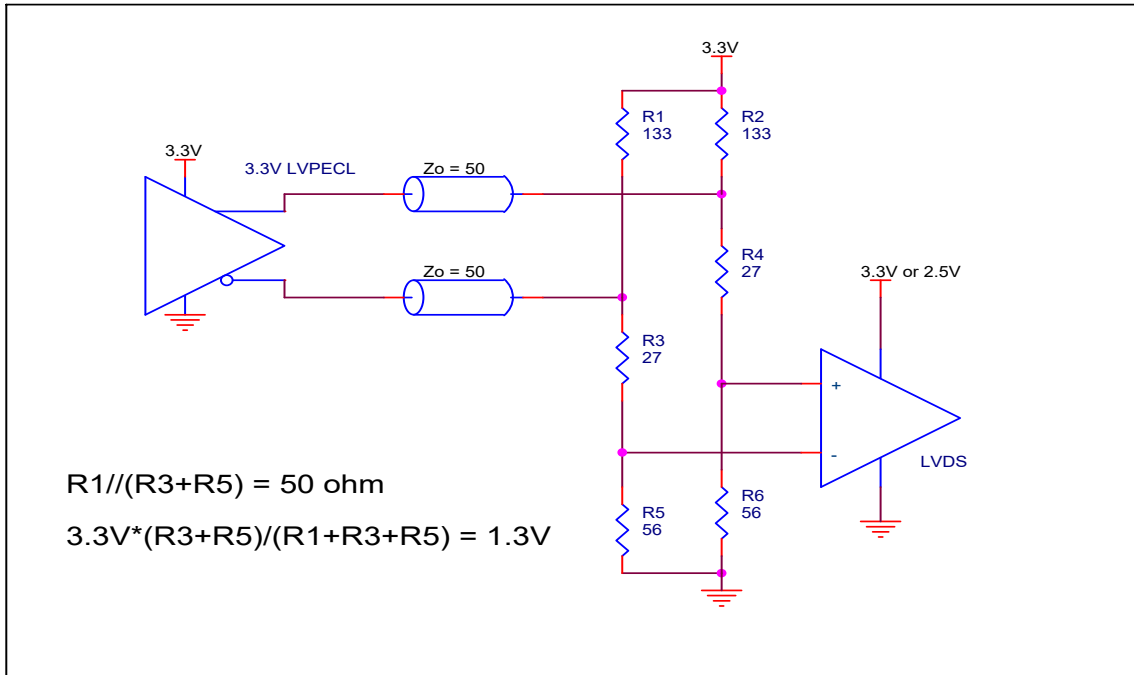 3.3V
R1
133
R2
133
3.3V
3.3V LVPECL
Zo = 50
R4
27
Zo = 50
3.3V or 2.5V
R3
27
+
-
LVDS
R1//(R3+R5) = 50 ohm
R5
56
R6
56
3.3V*(R3+R5)/(R1+R3+R5) = 1.3V